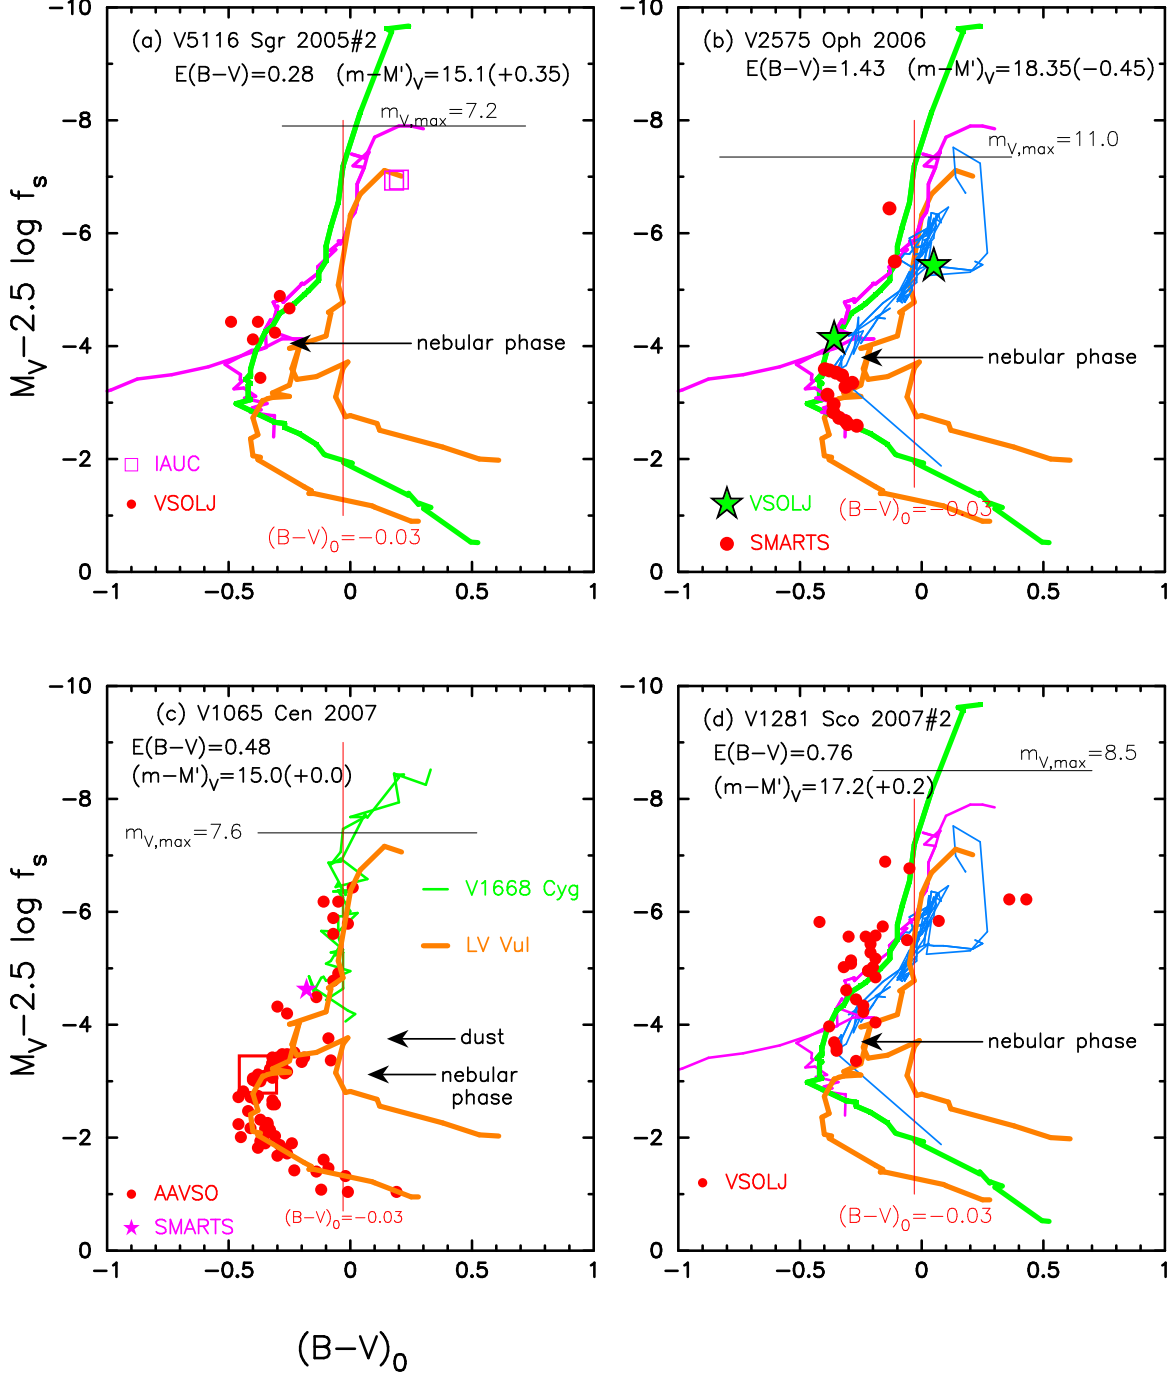 (a) V5116 Sgr 2005#2
E(B−V)=0.28 (m−M')V=15.1(+0.35)
mV,max=7.2
nebular phase
IAUC
VSOLJ
(B−V)0=−0.03
−10
−8
−6
−4
−2
0
−1
−0.5
0
0.5
1
M_V−2.5 log f_s
(b) V2575 Oph 2006
E(B−V)=1.43 (m−M')V=18.35(−0.45)
mV,max=11.0
nebular phase
VSOLJ
SMARTS
(B−V)0=−0.03
−10
−8
−6
−4
−2
0
−1
−0.5
0
0.5
1
(c) V1065 Cen 2007
E(B−V)=0.48
(m−M')V=15.0(+0.0)
mV,max=7.6
V1668 Cyg
LV Vul
dust
nebular
phase
AAVSO
SMARTS
(B−V)0=−0.03
−10
−8
−6
−4
−2
0
−1
−0.5
0
0.5
1
M_V−2.5 log f_s
(d) V1281 Sco 2007#2
E(B−V)=0.76
mV,max=8.5
(m−M')V=17.2(+0.2)
nebular phase
VSOLJ
(B−V)0=−0.03
−10
−8
−6
−4
−2
0
−1
−0.5
0
0.5
1
(B−V)0